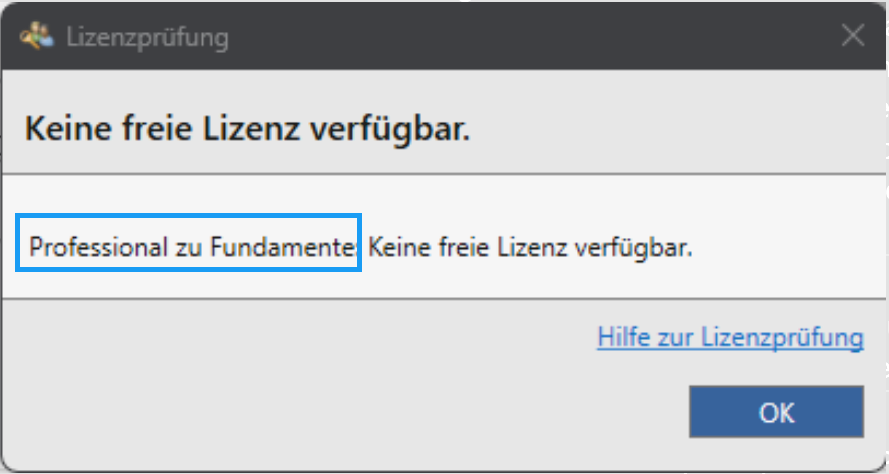 Lizenzprüfung
Keine freie Lizenz verfügbar.
Professional zu Fundamente: Keine freie Lizenz verfügbar.
Hilfe zur Lizenzprüfung
OK